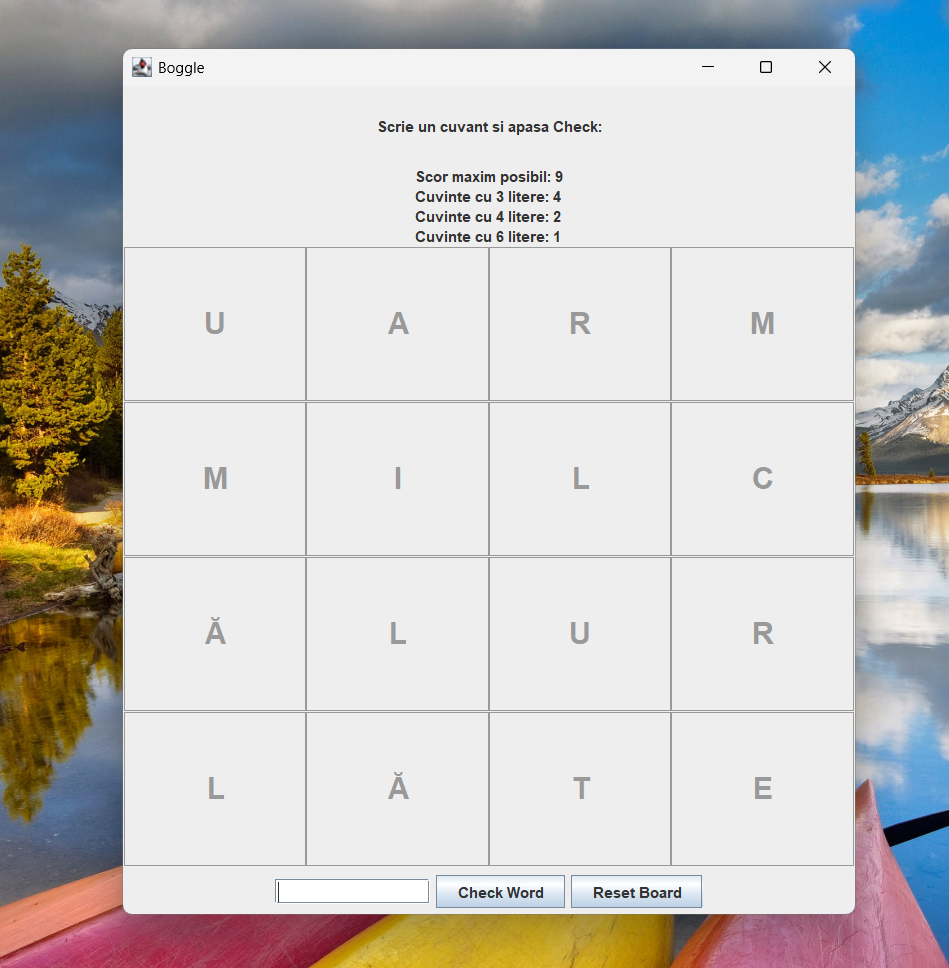 Boggle
Scrie un cuvant si apasa Check:
Scor maxim posibil: 9
Cuvinte cu 3 litere: 4
Cuvinte cu 4 litere: 2
Cuvinte cu 6 litere: 1
U A R M
M I L C
Ă L U R
L Ă T E
Check Word Reset Board